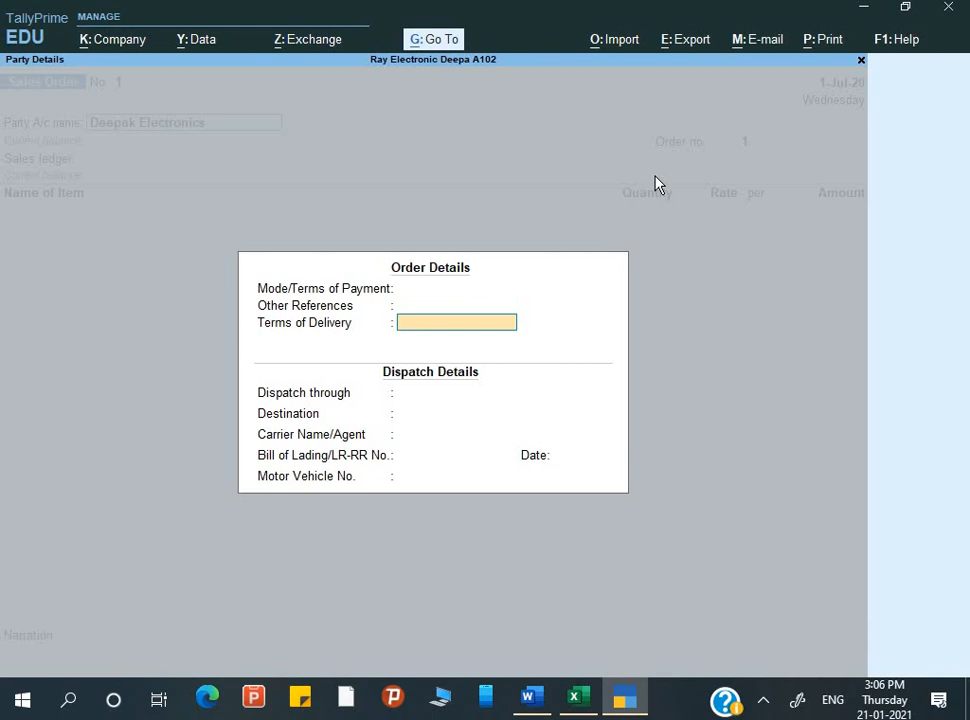 TallyPrime MANAGE
EDU
K:Company Y:Data Z:Exchange G:Go To O:Import E:Export M:E-mail P:Print F1:Help
Party Details Ray Electronic Deepa A102
Sales Order No. 1 1-Jul-20
Wednesday
Party A/c name: Deepak Electronics
Current balance:
Order no. 1
Sales ledger
Current balance:
Name of Item Quantity Rate per Amount
Order Details
Mode/Terms of Payment:
Other References :
Terms of Delivery :
Dispatch Details
Dispatch through :
Destination :
Carrier Name/Agent :
Bill of Lading/LR-RR No.: Date:
Motor Vehicle No. :
Narration
3:06 PM
ENG Thursday
21-01-2021